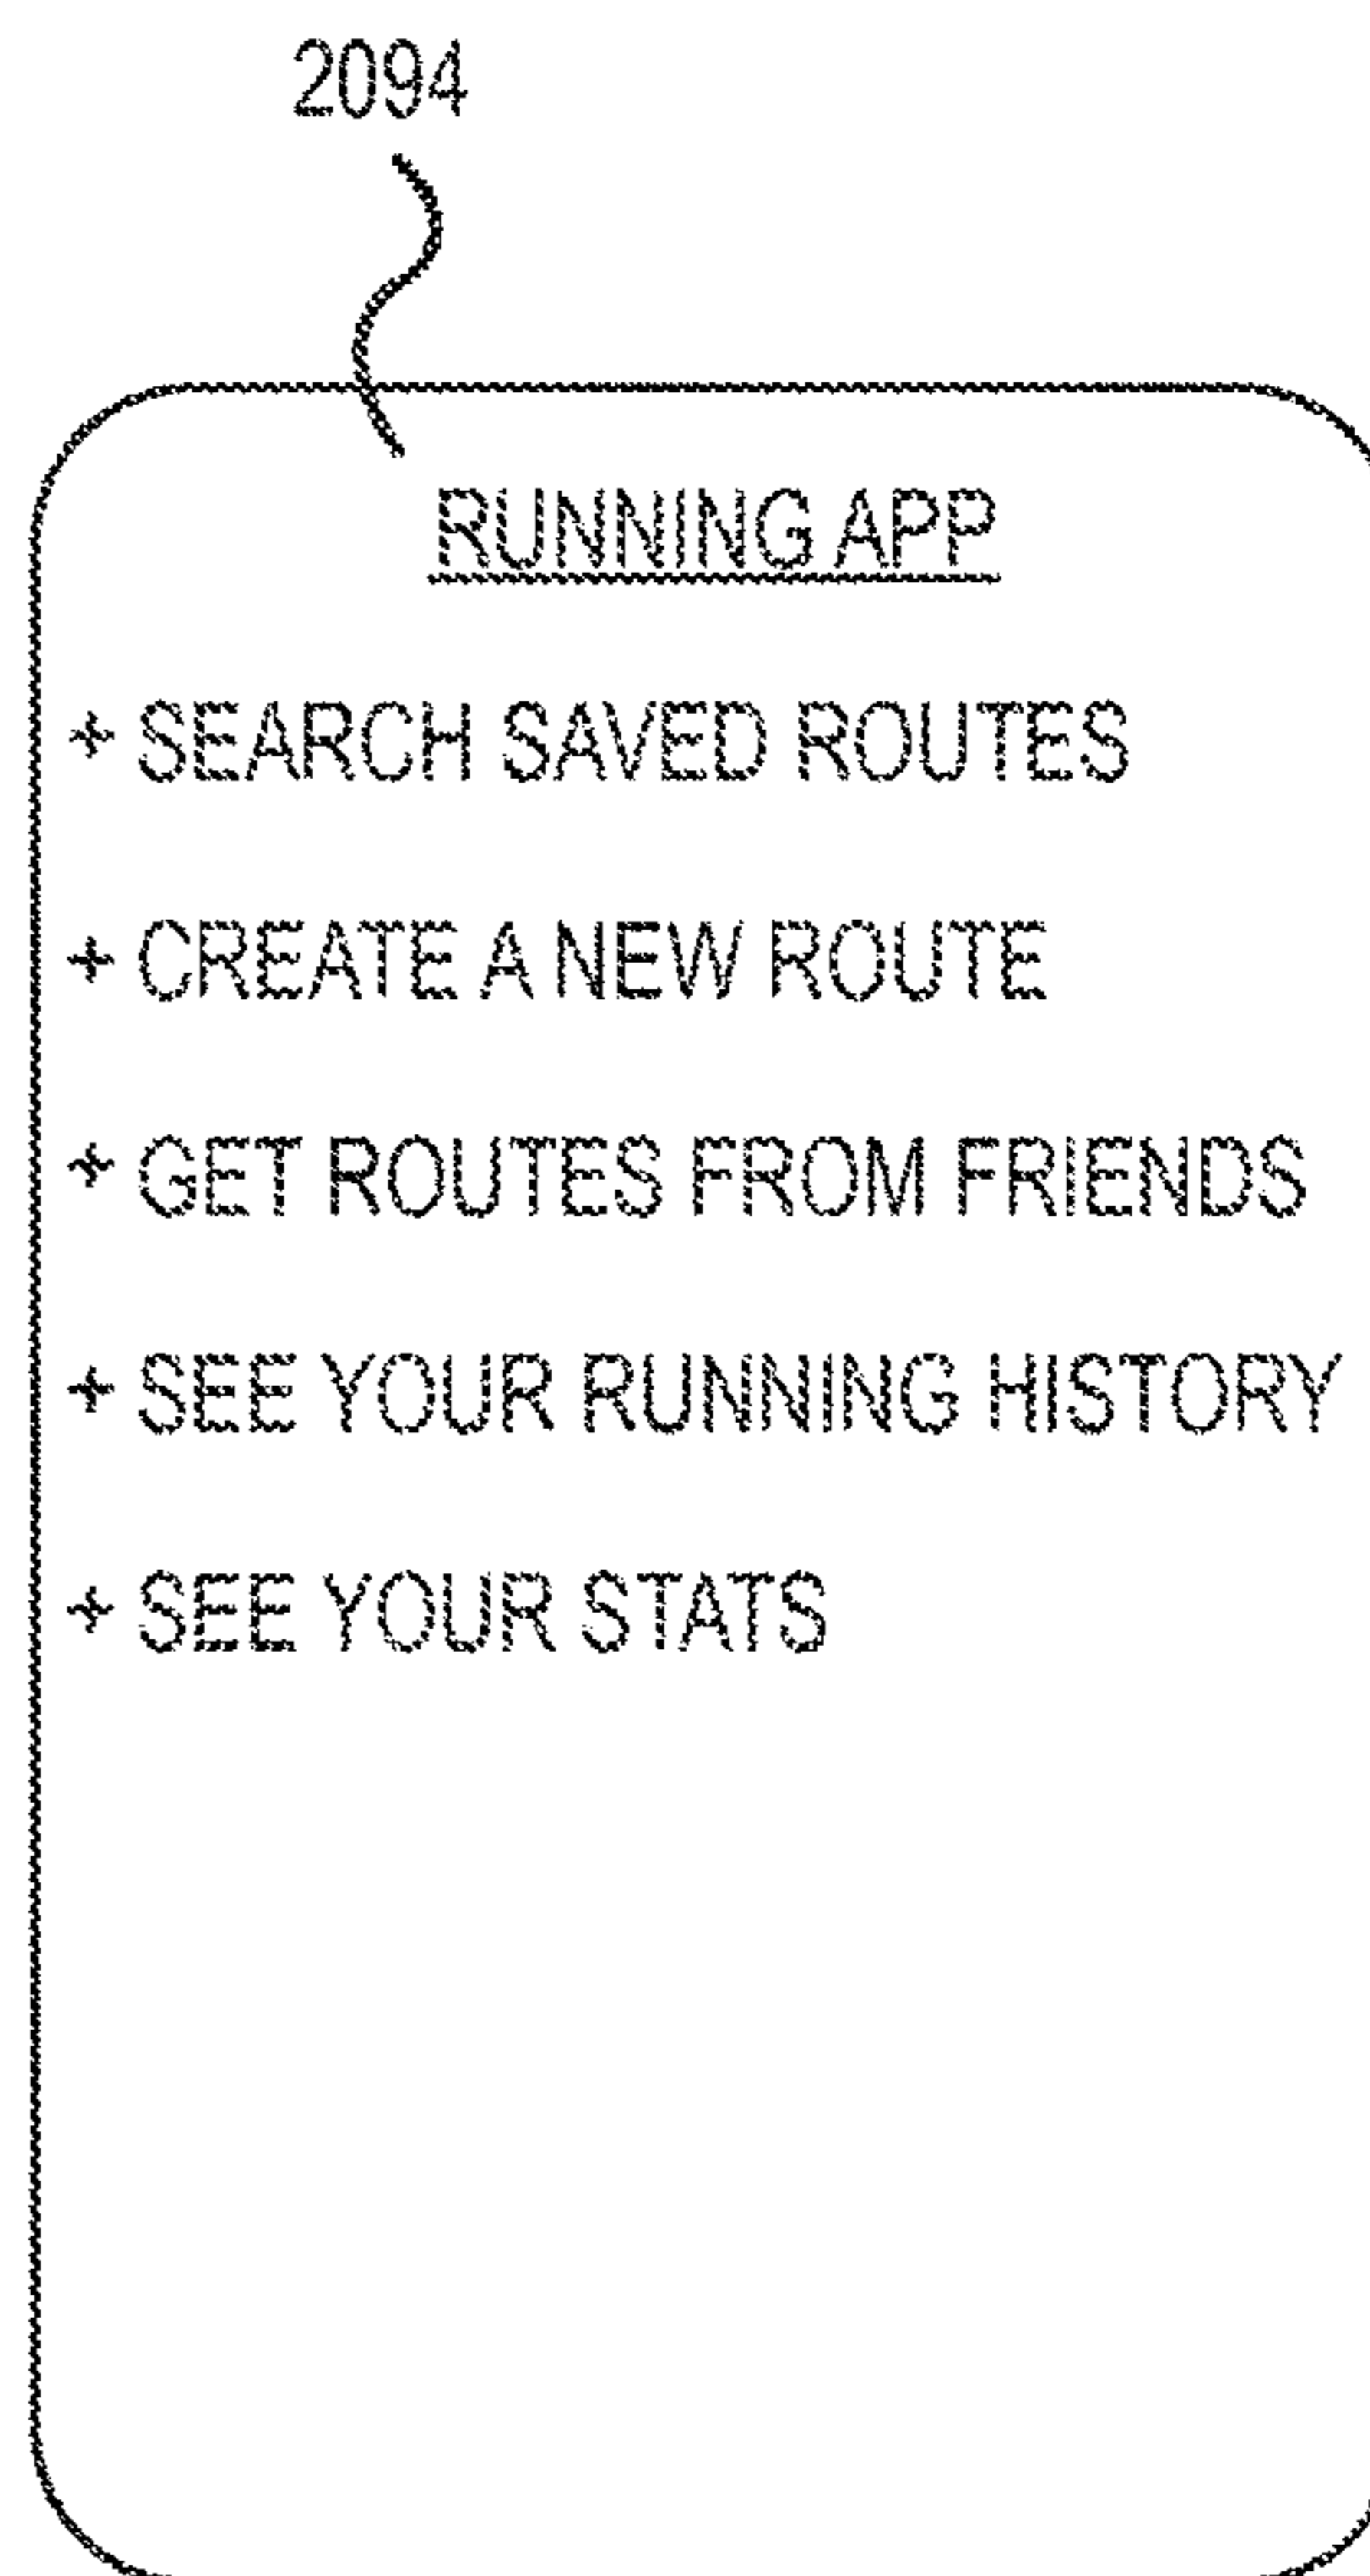 2094
RUNNING APP
+ SEARCH SAVED ROUTES
+ CREATE A NEW ROUTE
+ GET ROUTES FROM FRIENDS
+ SEE YOUR RUNNING HISTORY
+ SEE YOUR STATS